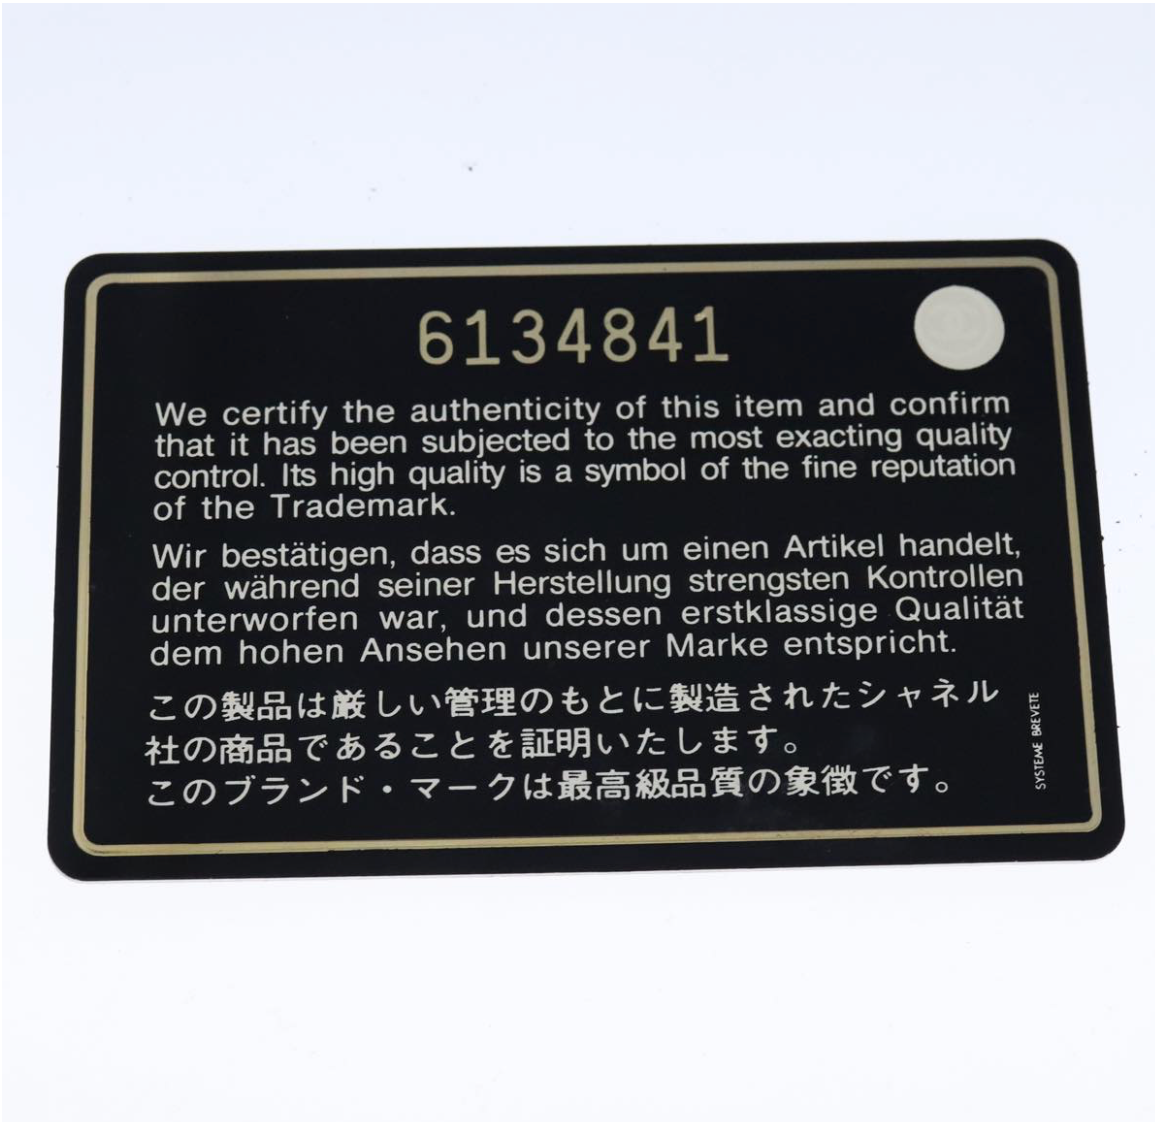 6134841
We certify the authenticity of this item and confirm
that it has been subjected to the most exacting quality
control. Its high quality is a symbol of the fine reputation
of the Trademark.
Wir bestätigen, dass es sich um einen Artikel handelt,
der während seiner Herstellung strengsten Kontrollen
unterworfen war, und dessen erstklassige Qualität
dem hohen Ansehen unserer Marke entspricht.
この製品は厳しい管理のもとに製造されたシャネル
社の商品であることを証明いたします。
このブランド・マークは最高級品質の象徴です。
SYSTEME BREVETE